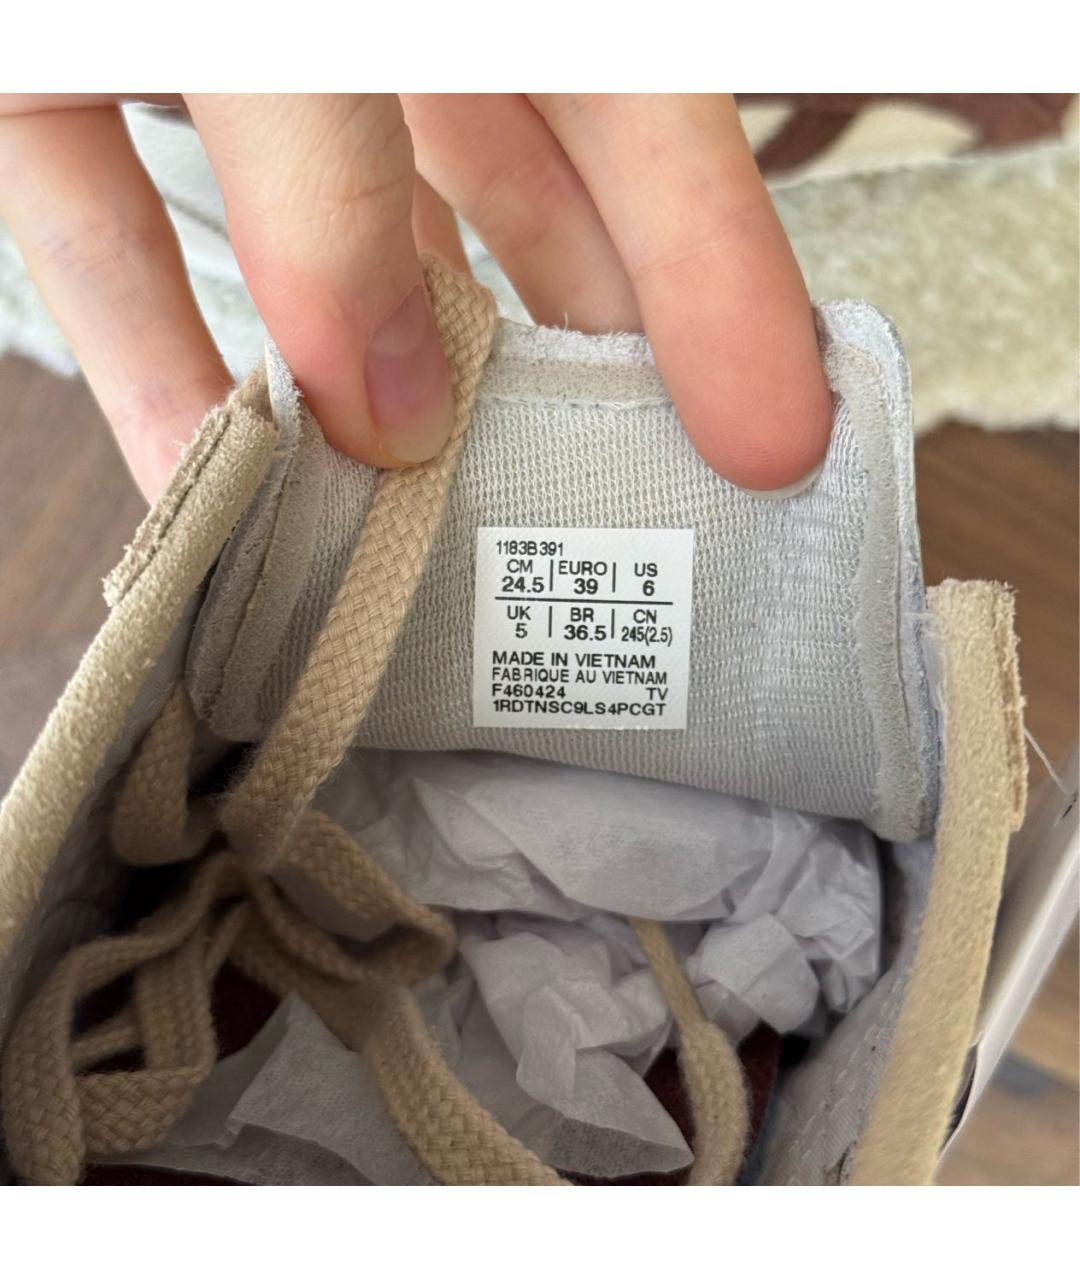 1183B391
CM | EURO | US
24.5 | 39 | 6
UK | BR | CN
5 | 36.5 | 245(2.5)
MADE IN VIETNAM
FABRIQUE AU VIETNAM
F460424 TV
1RDTNSC9LS4PCGT